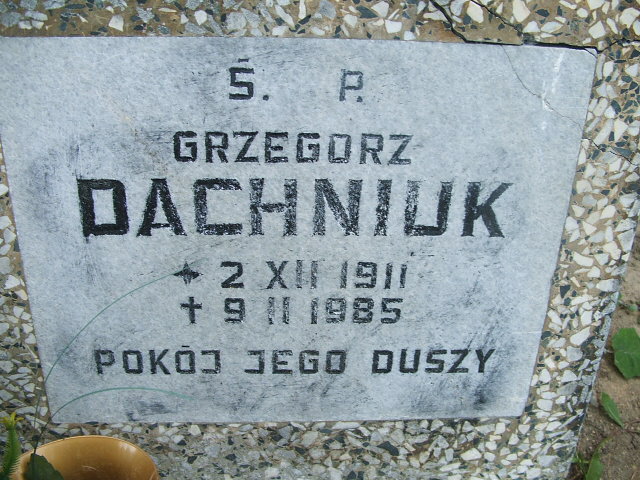 Ś. P.
GRZEGORZ
DACHNIUK
✦ 2 XII 1911
✝ 9 II 1985
POKÓJ JEGO DUSZY